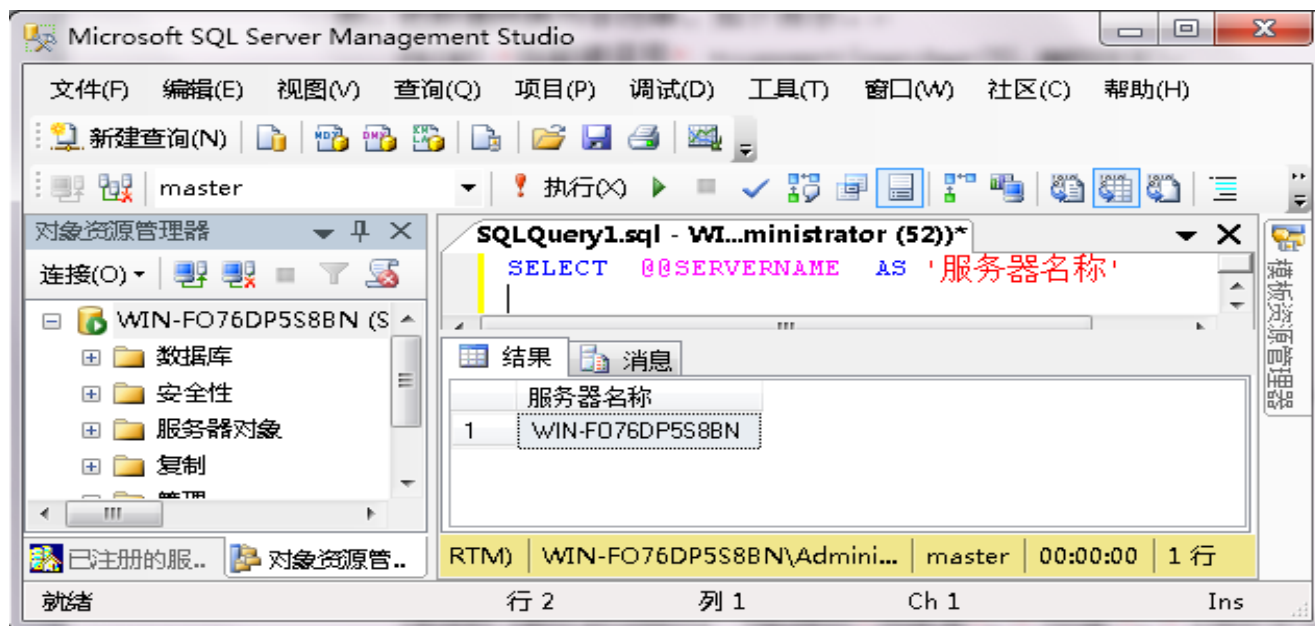 Microsoft SQL Server Management Studio
文件(F) 编辑(E) 视图(V) 查询(Q) 项目(P) 调试(D) 工具(T) 窗口(W) 社区(C) 帮助(H)
新建查询(N)
master 执行(X)
对象资源管理器
连接(O)
WIN-FO76DP5S8BN (S
数据库
安全性
服务器对象
复制
管理
已注册的服.. 对象资源管..
SQLQuery1.sql - WI...ministrator (52))*
SELECT @@SERVERNAME AS '服务器名称'
结果 消息
服务器名称
1 WIN-FO76DP5S8BN
RTM) WIN-FO76DP5S8BN\Admini... master 00:00:00 1 行
模板资源管理器
就绪 行 2 列 1 Ch 1 Ins